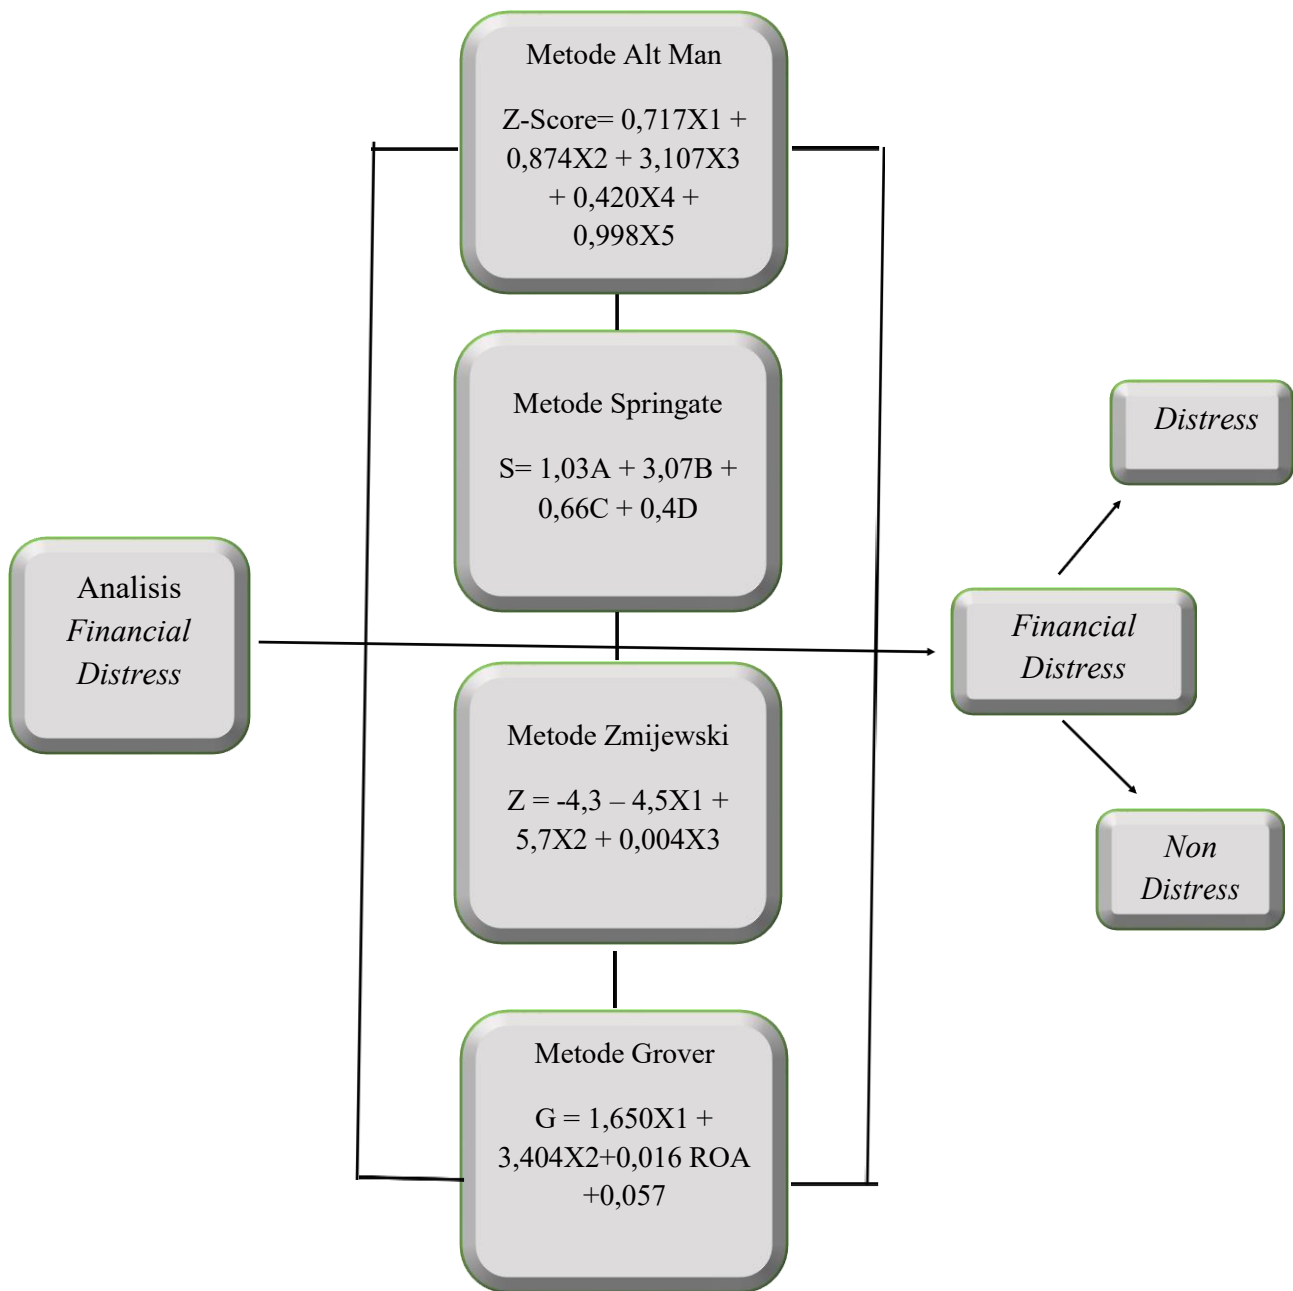 Analisis
Financial
Distress
Metode Alt Man
Z-Score= 0,717X1 +
0,874X2 + 3,107X3
+ 0,420X4 +
0,998X5
Metode Springate
S= 1,03A + 3,07B +
0,66C + 0,4D
Metode Zmijewski
Z = -4,3 – 4,5X1 +
5,7X2 + 0,004X3
Metode Grover
G = 1,650X1 +
3,404X2+0,016 ROA
+0,057
Financial
Distress
Distress
Non
Distress